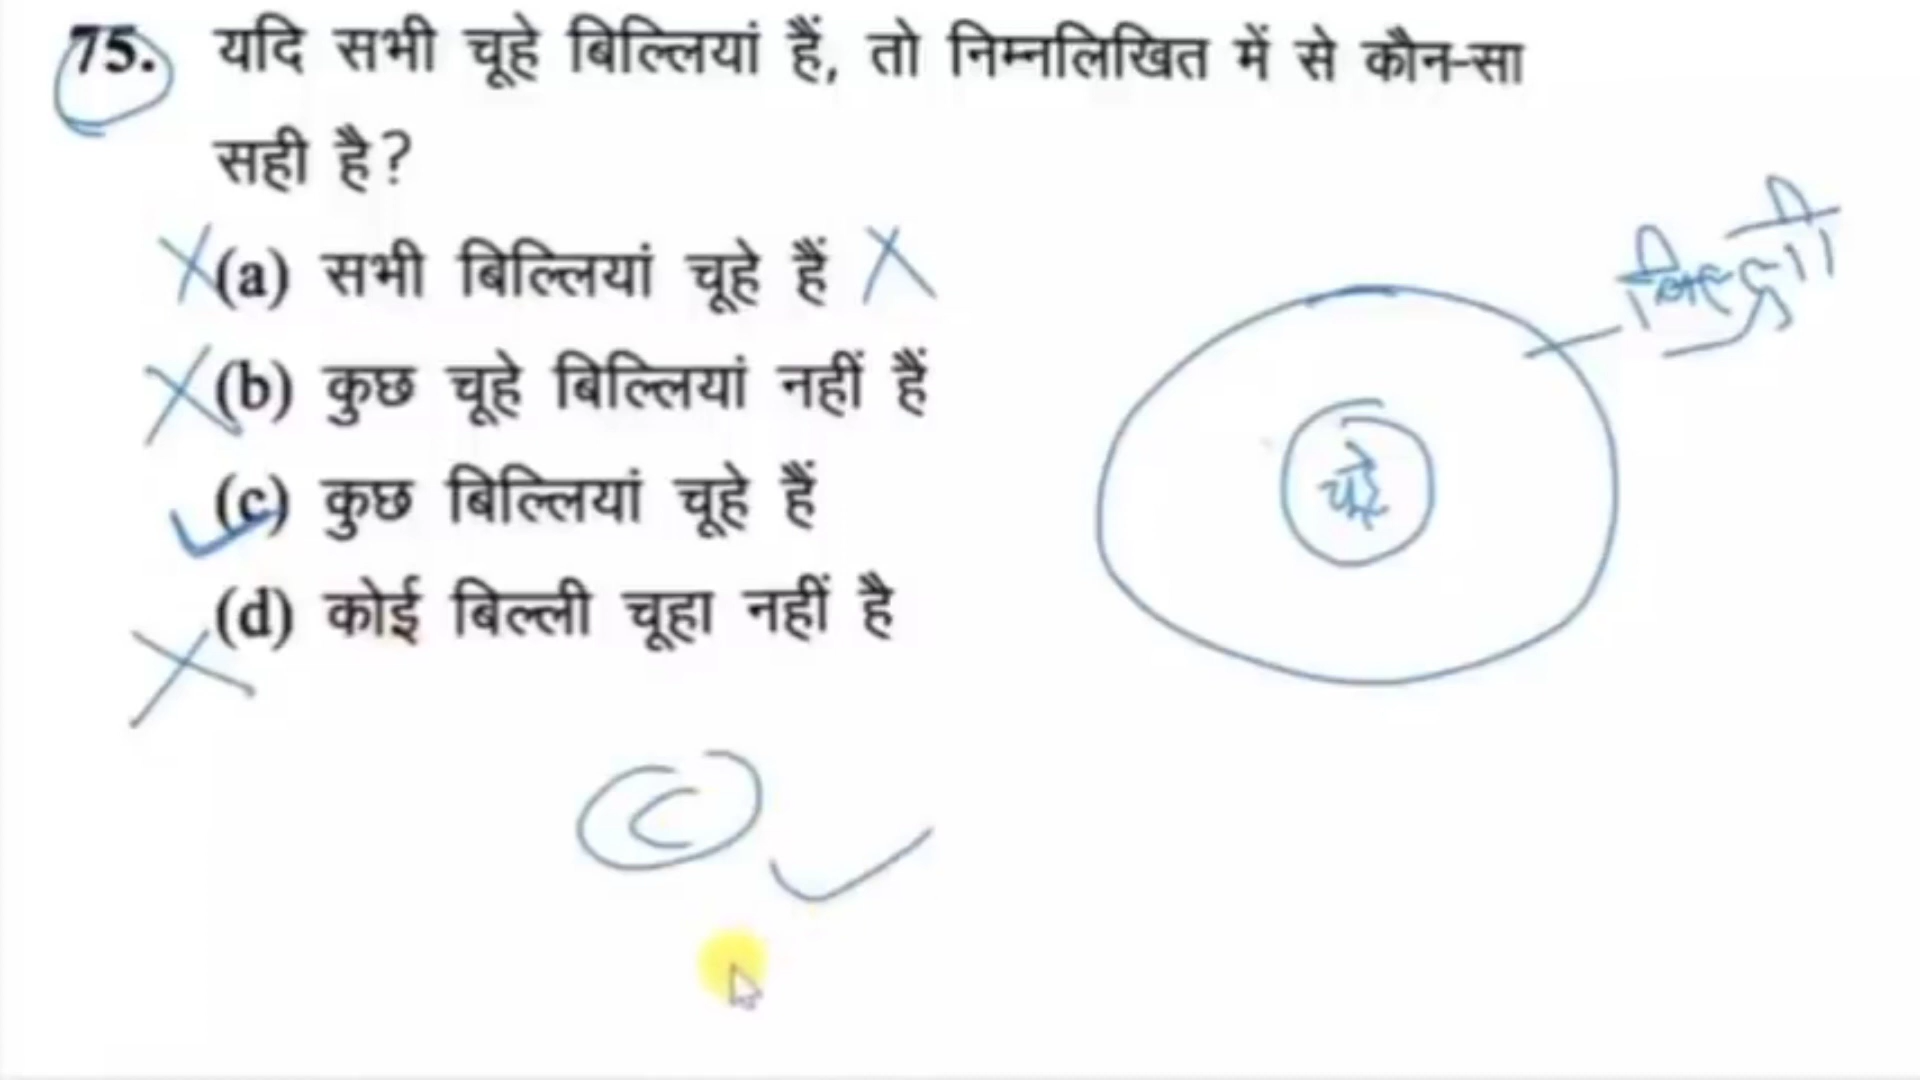 75. यदि सभी चूहे बिल्लियां हैं, तो निम्नलिखित में से कौन-सा
सही है?
(a) सभी बिल्लियां चूहे हैं
(b) कुछ चूहे बिल्लियां नहीं हैं
(c) कुछ बिल्लियां चूहे हैं
(d) कोई बिल्ली चूहा नहीं है
चूहे
C